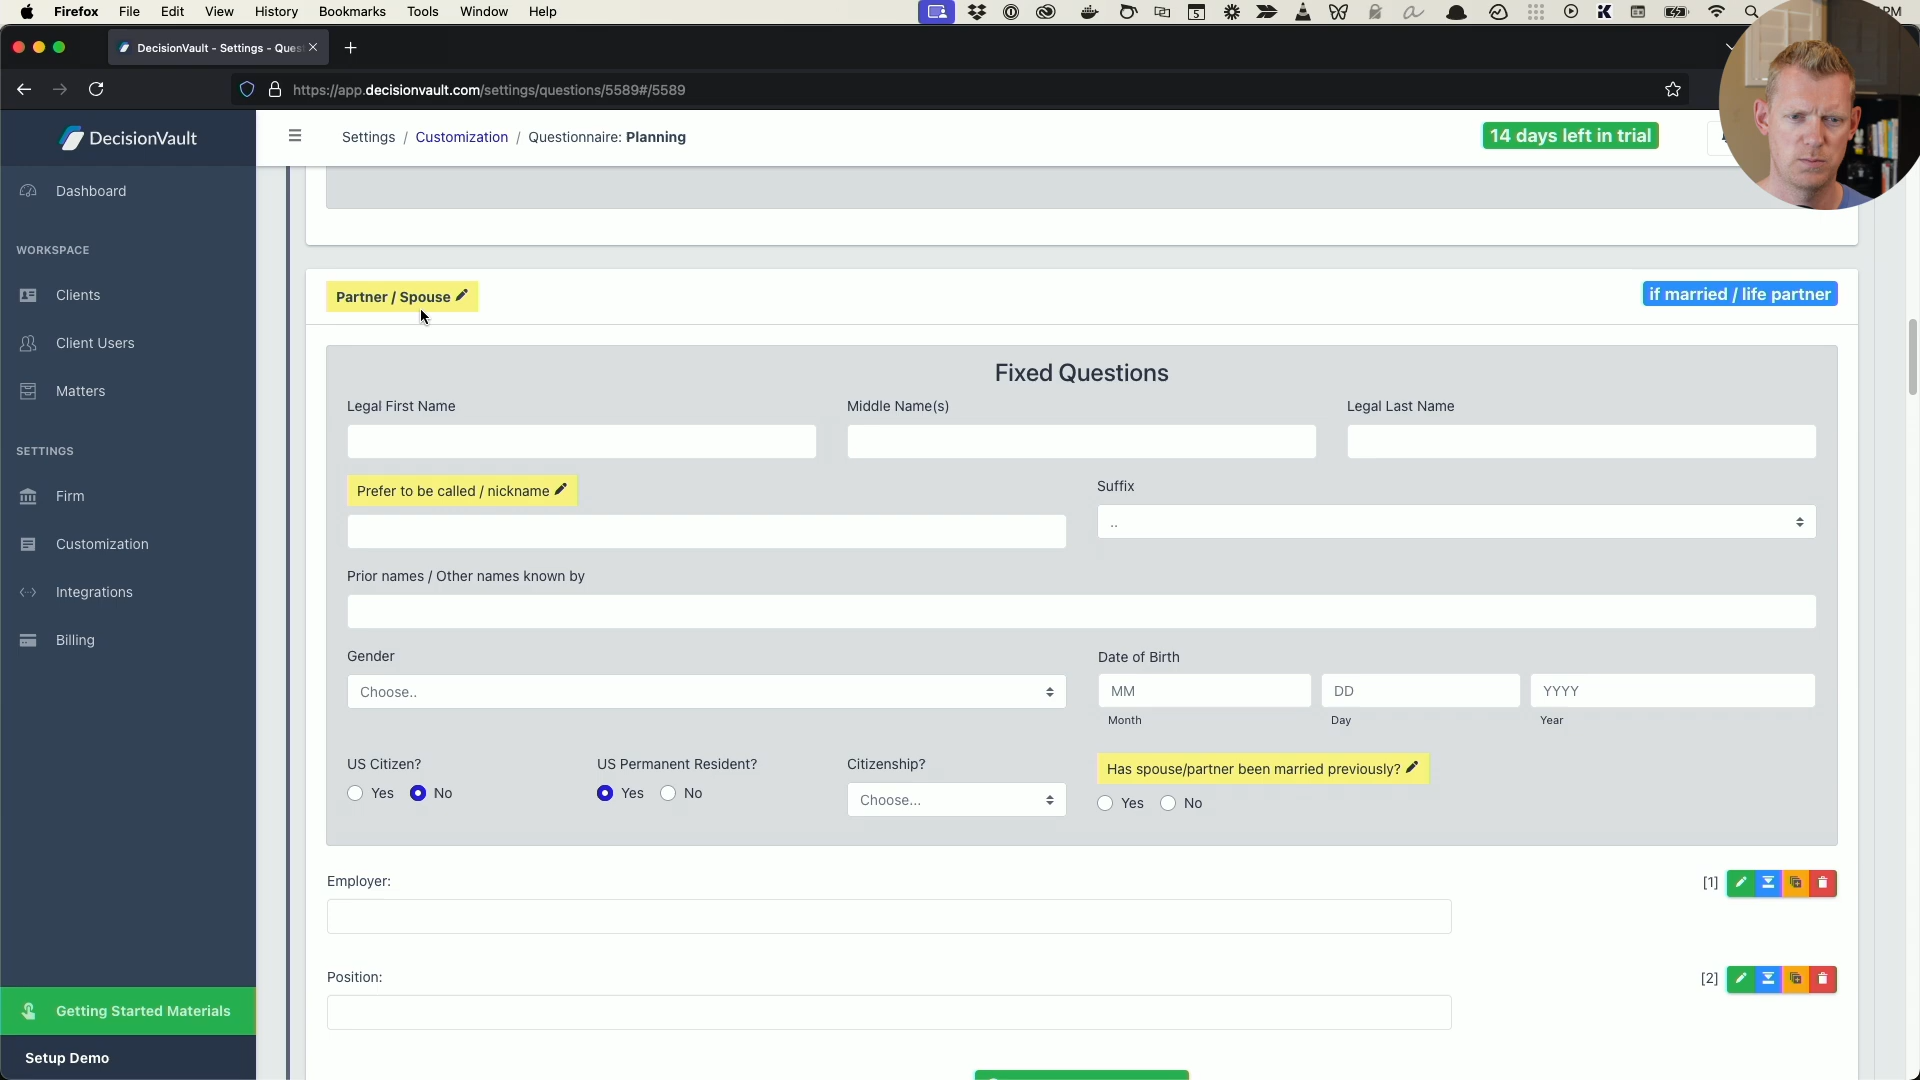 Firefox File Edit View History Bookmarks Tools Window Help
5
PM
DecisionVault - Settings - Ques
https://app.decisionvault.com/settings/questions/5589#/5589
DecisionVault
Settings / Customization / Questionnaire: Planning
14 days left in trial
Dashboard
WORKSPACE
Clients
Client Users
Matters
SETTINGS
Firm
Customization
Integrations
Billing
Getting Started Materials
Setup Demo
Partner / Spouse
if married / life partner
Fixed Questions
Legal First Name
Middle Name(s)
Legal Last Name
Prefer to be called / nickname
Suffix
..
Prior names / Other names known by
Gender
Date of Birth
Choose..
MM
DD
YYYY
Month
Day
Year
US Citizen?
US Permanent Resident?
Citizenship?
Has spouse/partner been married previously?
Yes No
Yes No
Choose...
Yes No
Employer:
[1]
Position:
[2]